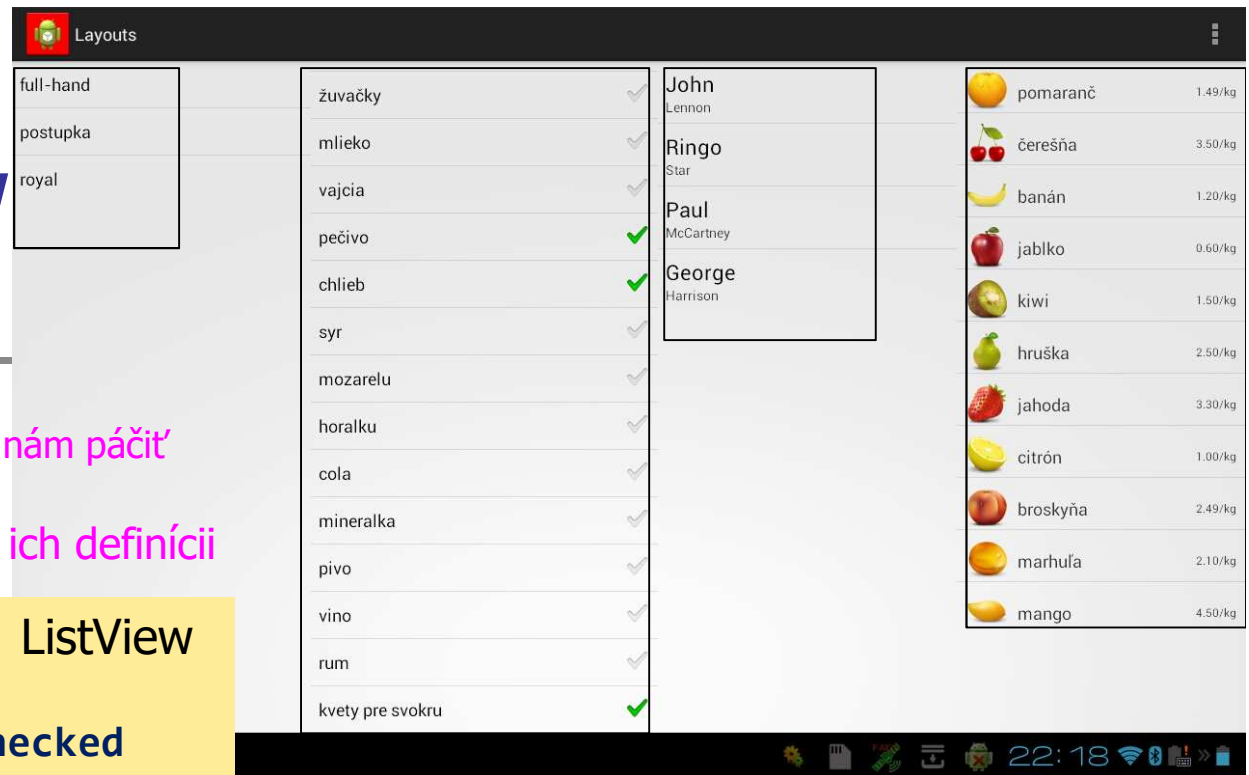 Layouts
full-hand
postupka
royal
žuvačky
mlieko
vajcia
pečivo
chlieb
syr
mozarelu
horalku
cola
mineralka
pivo
vino
rum
kvety pre svokru
John
Lennon
Ringo
Star
Paul
McCartney
George
Harrison
pomaranč 1.49/kg
čerešňa 3.50/kg
banán 1.20/kg
jablko 0.60/kg
kiwi 1.50/kg
hruška 2.50/kg
jahoda 3.30/kg
citrón 1.00/kg
broskyňa 2.49/kg
marhuľa 2.10/kg
mango 4.50/kg
nám páčiť
ich definícii
ListView
22:18